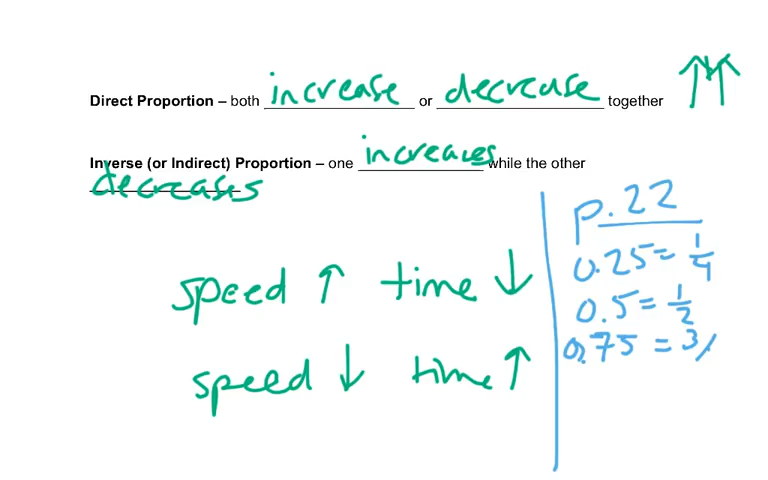 Direct Proportion – both increase or decrease together ↑↑
Inverse (or Indirect) Proportion – one increases while the other
decreases
speed ↑ time ↓
speed ↓ time ↑
p.22
0.25 = 1/4
0.5 = 1/2
0.75 = 3/